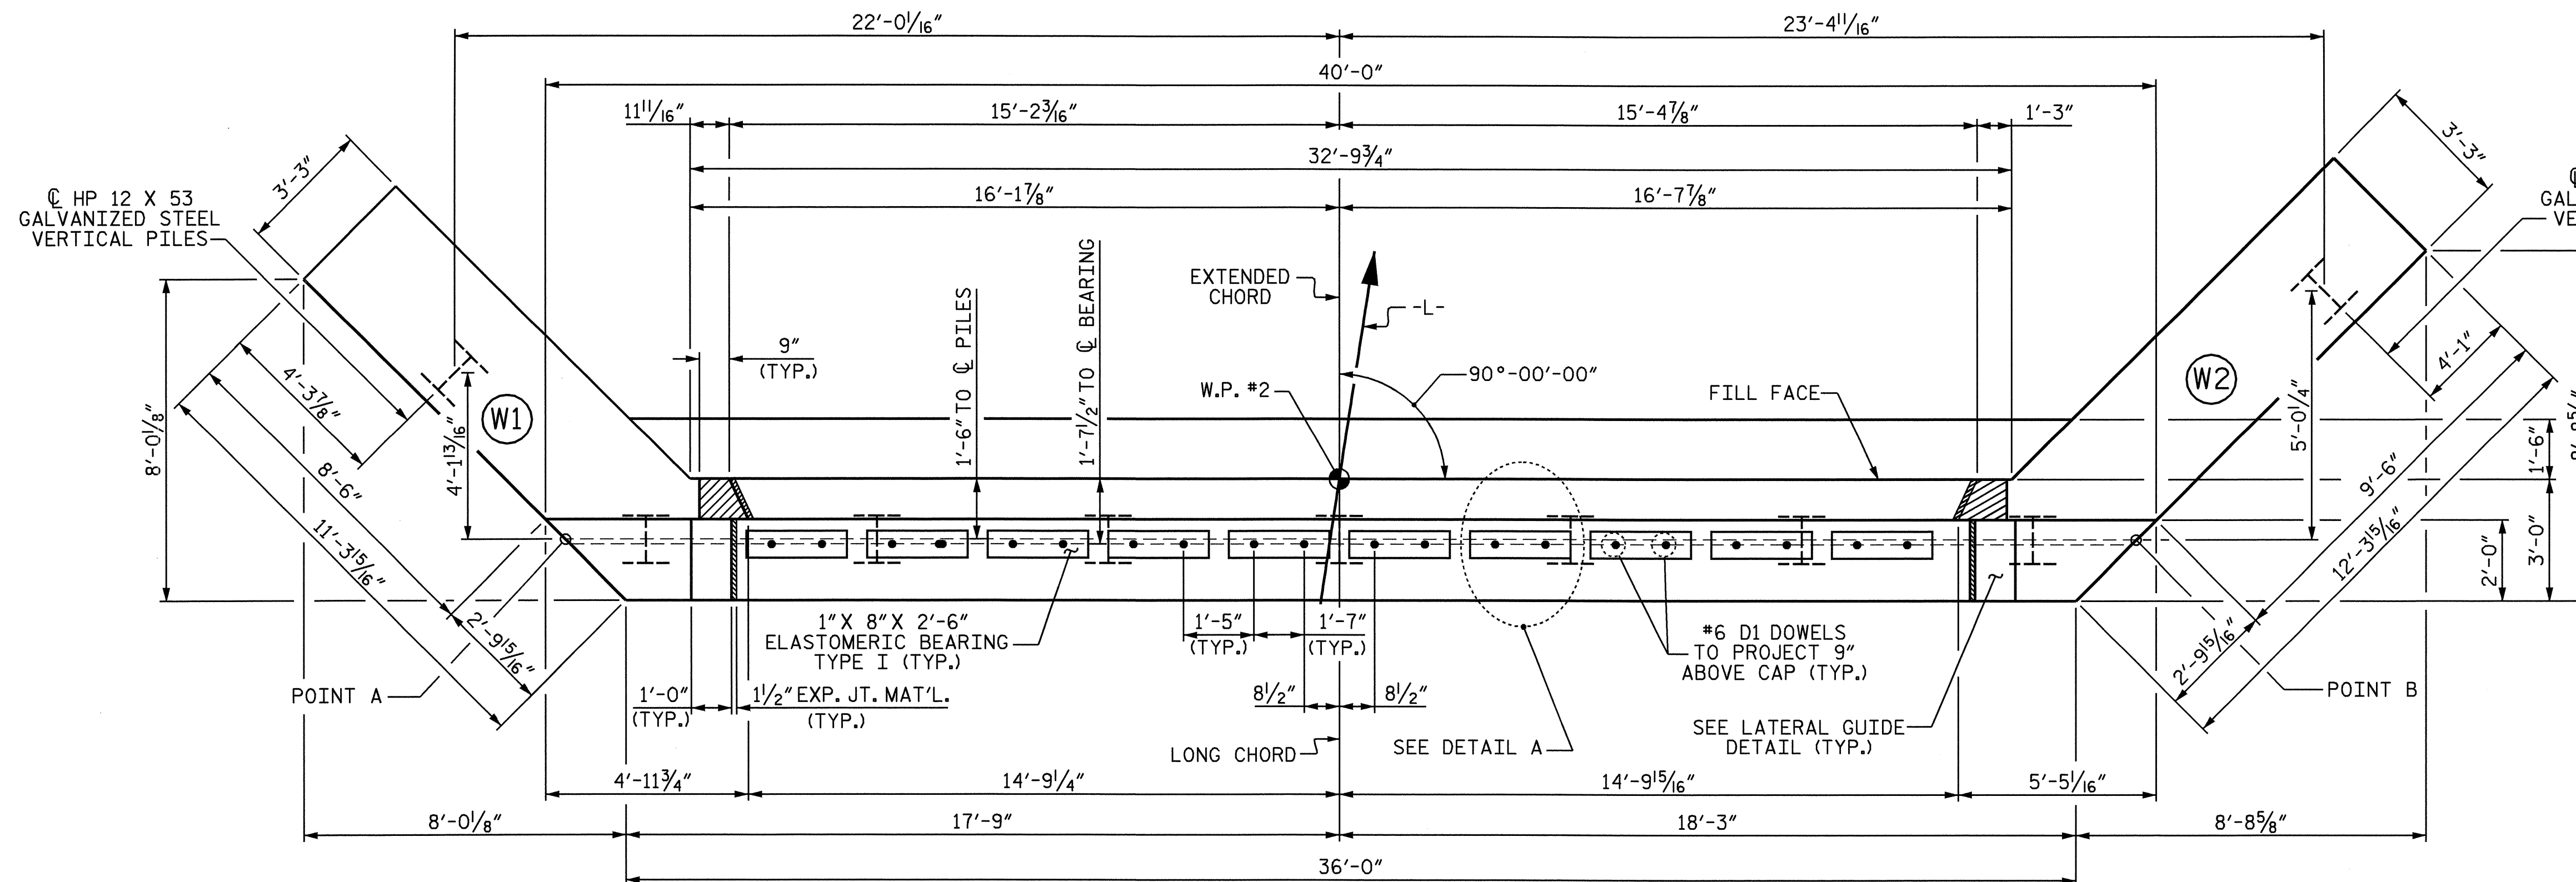 22′-0 1/16″
23′-4 11/16″
40′-0″
11 11/16″
15′-2 3/16″
15′-4 7/8″
1′-3″
32′-9 3/4″
16′-1 7/8″
16′-7 7/8″
3′-3″
3′-3″
℄ HP 12 X 53
GALVANIZED STEEL
VERTICAL PILES
℄
GAL
VE
EXTENDED
CHORD
-L-
1′-6″ TO ℄ PILES
1′-7 1/2″ TO ℄ BEARING
9″
(TYP.)
W.P. #2
90°-00′-00″
FILL FACE
W1
W2
8′-0 1/8″
4′-3 7/8″
8′-6″
11′-3 15/16″
4′-1 13/16″
2′-9 15/16″
4′-1″
5′-0 1/4″
9′-6″
12′-3 15/16″
2′-9 15/16″
1′-6″
2′-0″
3′-0″
POINT A
POINT B
1″ X 8″ X 2′-6″
ELASTOMERIC BEARING
TYPE I (TYP.)
1′-5″
(TYP.)
1′-7″
(TYP.)
#6 D1 DOWELS
TO PROJECT 9″
ABOVE CAP (TYP.)
1′-0″
(TYP.)
1 1/2″ EXP. JT. MAT'L.
(TYP.)
8 1/2″
8 1/2″
LONG CHORD
SEE DETAIL A
SEE LATERAL GUIDE
DETAIL (TYP.)
4′-11 3/4″
14′-9 1/4″
14′-9 15/16″
5′-5 1/16″
8′-0 1/8″
17′-9″
18′-3″
8′-8 5/8″
36′-0″